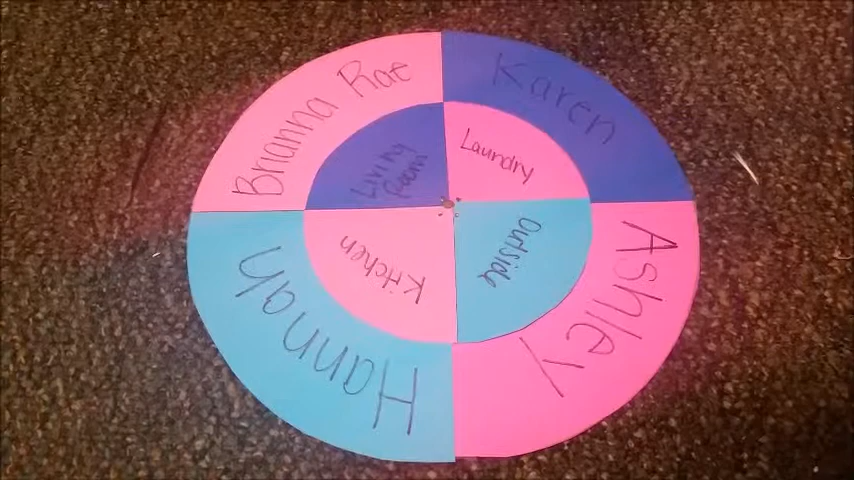 Brianna Rae
Karen
Living
Room
Laundry
Hannah
Kitchen
Outside
Ashley